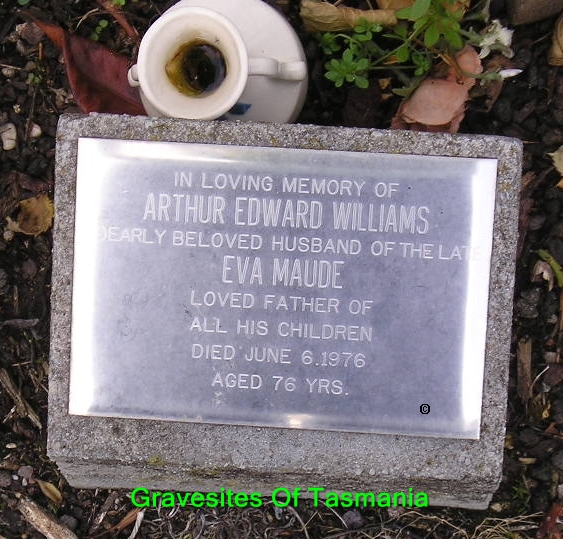 IN LOVING MEMORY OF
ARTHUR EDWARD WILLIAMS
DEARLY BELOVED HUSBAND OF THE LATE
EVA MAUDE
LOVED FATHER OF
ALL HIS CHILDREN
DIED JUNE 6.1976
AGED 76 YRS.
©
Gravesites Of Tasmania